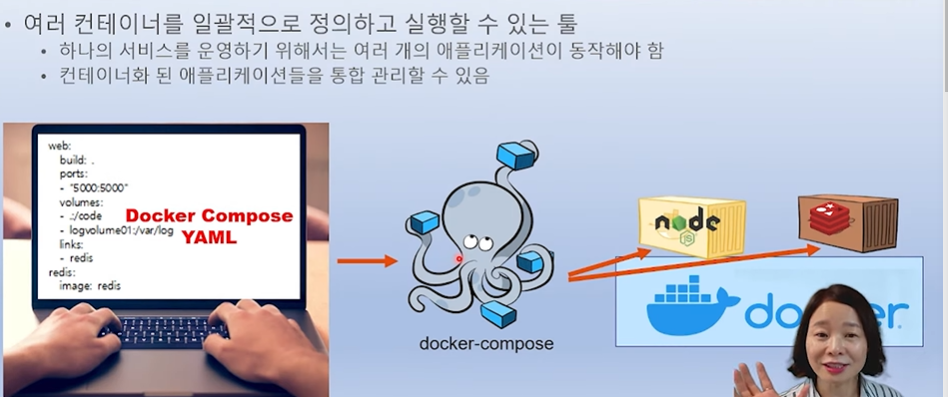 • 여러 컨테이너를 일괄적으로 정의하고 실행할 수 있는 툴
• 하나의 서비스를 운영하기 위해서는 여러 개의 애플리케이션이 동작해야 함
• 컨테이너화 된 애플리케이션들을 통합 관리할 수 있음
web:
build: .
ports:
- "5000:5000"
volumes:
- .:/code
- logvolume01:/var/log
links:
- redis
redis:
image: redis
Docker Compose
YAML
docker-compose
node
JS
docker